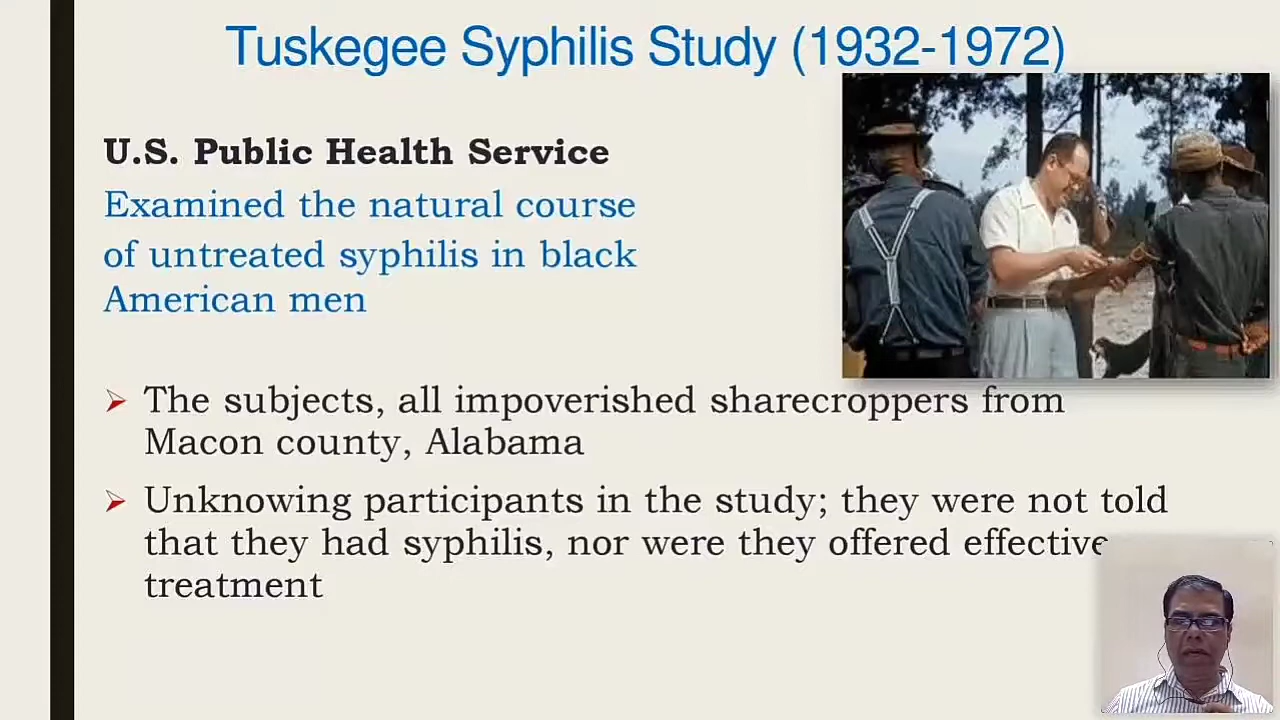 Tuskegee Syphilis Study (1932-1972)
U.S. Public Health Service
Examined the natural course
of untreated syphilis in black
American men
The subjects, all impoverished sharecroppers from
Macon county, Alabama
Unknowing participants in the study; they were not told
that they had syphilis, nor were they offered effective
treatment